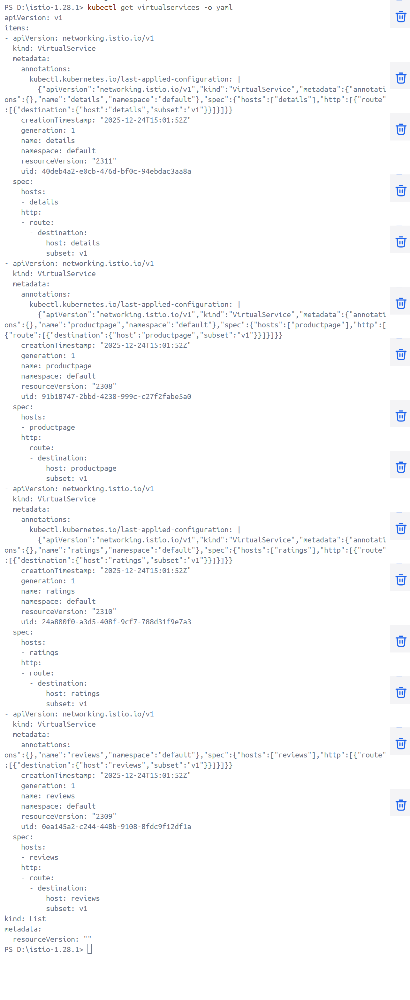 PS D:\istio-1.28.1> kubectl get virtualservices -o yaml
apiVersion: v1
items:
- apiVersion: networking.istio.io/v1
  kind: VirtualService
  metadata:
    annotations:
      kubectl.kubernetes.io/last-applied-configuration: |
        {"apiVersion":"networking.istio.io/v1","kind":"VirtualService","metadata":{"annotati
ons":{},"name":"details","namespace":"default"},"spec":{"hosts":["details"],"http":[{"route"
:[{"destination":{"host":"details","subset":"v1"}}]}]}}
    creationTimestamp: "2025-12-24T15:01:52Z"
    generation: 1
    name: details
    namespace: default
    resourceVersion: "2311"
    uid: 40deb4a2-e0cb-476d-bf0c-94ebdac3aa8a
  spec:
    hosts:
    - details
    http:
    - route:
      - destination:
          host: details
          subset: v1
- apiVersion: networking.istio.io/v1
  kind: VirtualService
  metadata:
    annotations:
      kubectl.kubernetes.io/last-applied-configuration: |
        {"apiVersion":"networking.istio.io/v1","kind":"VirtualService","metadata":{"annotati
ons":{},"name":"productpage","namespace":"default"},"spec":{"hosts":["productpage"],"http":[
{"route":[{"destination":{"host":"productpage","subset":"v1"}}]}]}}
    creationTimestamp: "2025-12-24T15:01:52Z"
    generation: 1
    name: productpage
    namespace: default
    resourceVersion: "2308"
    uid: 91b18747-2bbd-4230-999c-c27f2fabe5a0
  spec:
    hosts:
    - productpage
    http:
    - route:
      - destination:
          host: productpage
          subset: v1
- apiVersion: networking.istio.io/v1
  kind: VirtualService
  metadata:
    annotations:
      kubectl.kubernetes.io/last-applied-configuration: |
        {"apiVersion":"networking.istio.io/v1","kind":"VirtualService","metadata":{"annotati
ons":{},"name":"ratings","namespace":"default"},"spec":{"hosts":["ratings"],"http":[{"route"
:[{"destination":{"host":"ratings","subset":"v1"}}]}]}}
    creationTimestamp: "2025-12-24T15:01:52Z"
    generation: 1
    name: ratings
    namespace: default
    resourceVersion: "2310"
    uid: 24a800f0-a3d5-408f-9cf7-788d31f9e7a3
  spec:
    hosts:
    - ratings
    http:
    - route:
      - destination:
          host: ratings
          subset: v1
- apiVersion: networking.istio.io/v1
  kind: VirtualService
  metadata:
    annotations:
ons":{},"name":"reviews","namespace":"default"},"spec":{"hosts":["reviews"],"http":[{"route"
:[{"destination":{"host":"reviews","subset":"v1"}}]}]}}
    creationTimestamp: "2025-12-24T15:01:52Z"
    generation: 1
    name: reviews
    namespace: default
    resourceVersion: "2309"
    uid: 0ea145a2-c244-448b-9108-8fdc9f12df1a
  spec:
    hosts:
    - reviews
    http:
    - route:
      - destination:
          host: reviews
          subset: v1
kind: List
metadata:
  resourceVersion: ""
PS D:\istio-1.28.1>